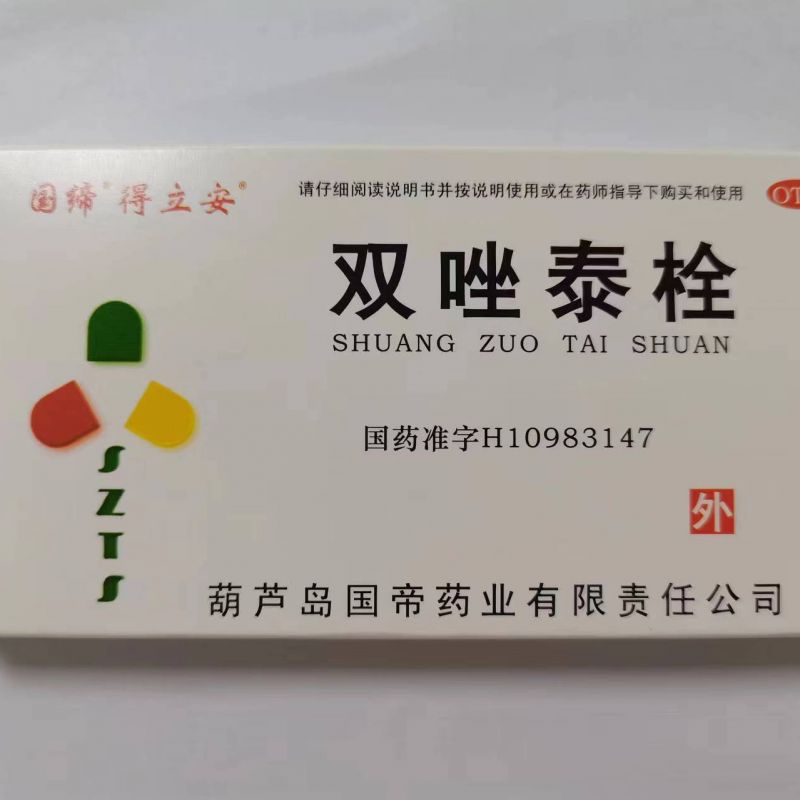 国缔® 得立安®
请仔细阅读说明书并按说明使用或在药师指导下购买和使用
OT
双唑泰栓
SHUANG ZUO TAI SHUAN
国药准字H10983147
SZTS
外
葫芦岛国帝药业有限责任公司